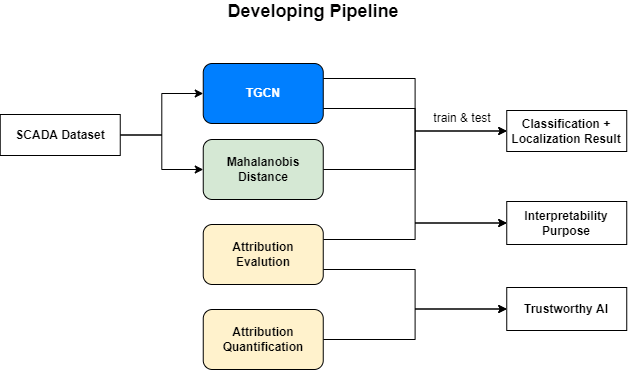 Developing Pipeline
TGCN
SCADA Dataset
train & test
Classification +
Localization Result
Mahalanobis
Distance
Attribution
Evalution
Interpretability
Purpose
Attribution
Quantification
Trustworthy AI